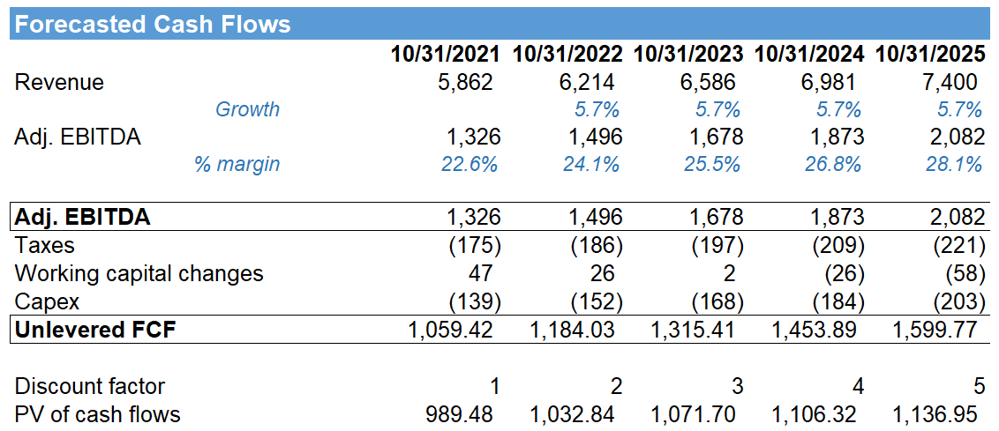 Forecasted Cash Flows
10/31/2021 10/31/2022 10/31/2023 10/31/2024 10/31/2025
Revenue 5,862 6,214 6,586 6,981 7,400
Growth 5.7% 5.7% 5.7% 5.7%
Adj. EBITDA 1,326 1,496 1,678 1,873 2,082
% margin 22.6% 24.1% 25.5% 26.8% 28.1%
Adj. EBITDA 1,326 1,496 1,678 1,873 2,082
Taxes (175) (186) (197) (209) (221)
Working capital changes 47 26 2 (26) (58)
Capex (139) (152) (168) (184) (203)
Unlevered FCF 1,059.42 1,184.03 1,315.41 1,453.89 1,599.77
Discount factor 1 2 3 4 5
PV of cash flows 989.48 1,032.84 1,071.70 1,106.32 1,136.95